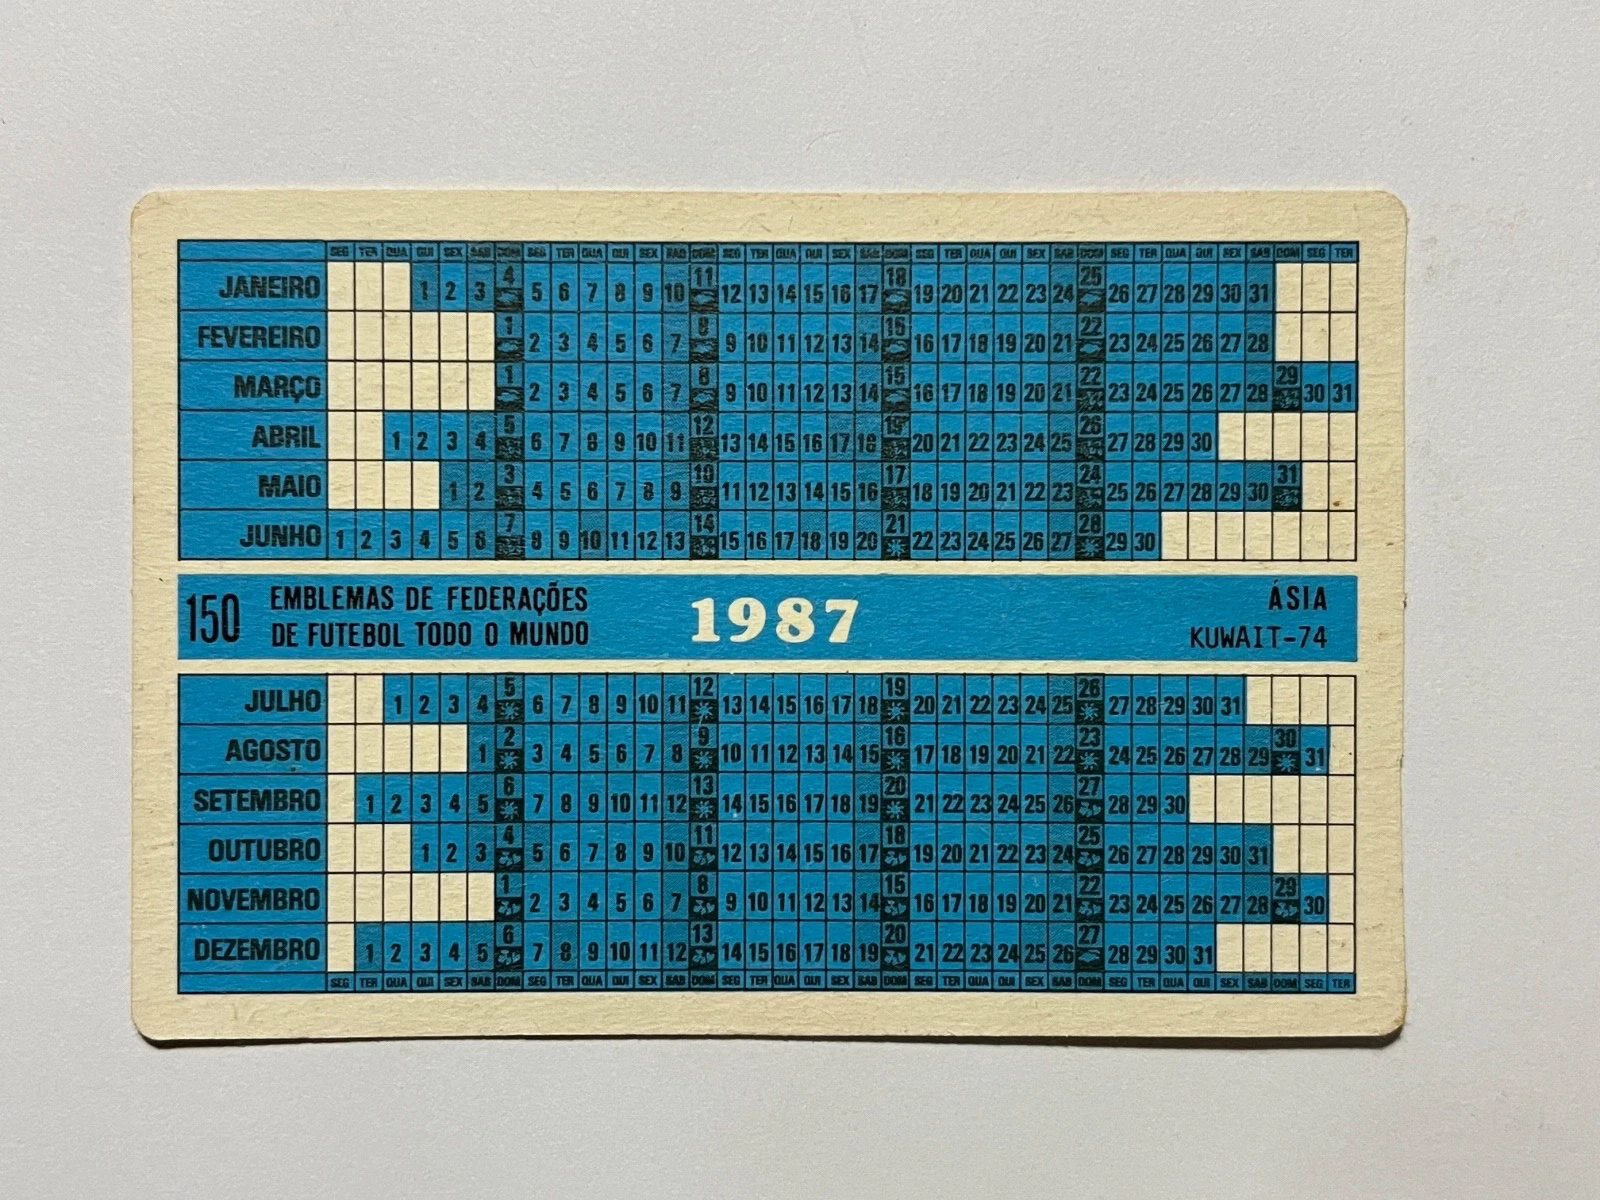 SEG TER QUA QUI SEX SAB DOM SEG TER QUA QUI SEX SAB DOM SEG TER QUA QUI SEX SAB DOM SEG TER QUA QUI SEX SAB DOM SEG TER QUA QUI SEX SAB DOM SEG TER
JANEIRO 1 2 3 4 5 6 7 8 9 10 11 12 13 14 15 16 17 18 19 20 21 22 23 24 25 26 27 28 29 30 31
FEVEREIRO 1 2 3 4 5 6 7 8 9 10 11 12 13 14 15 16 17 18 19 20 21 22 23 24 25 26 27 28
MARÇO 1 2 3 4 5 6 7 8 9 10 11 12 13 14 15 16 17 18 19 20 21 22 23 24 25 26 27 28 29 30 31
ABRIL 1 2 3 4 5 6 7 8 9 10 11 12 13 14 15 16 17 18 19 20 21 22 23 24 25 26 27 28 29 30
MAIO 1 2 3 4 5 6 7 8 9 10 11 12 13 14 15 16 17 18 19 20 21 22 23 24 25 26 27 28 29 30 31
JUNHO 1 2 3 4 5 6 7 8 9 10 11 12 13 14 15 16 17 18 19 20 21 22 23 24 25 26 27 28 29 30
150 EMBLEMAS DE FEDERAÇÕES
DE FUTEBOL TODO O MUNDO
1987
ÁSIA
KUWAIT-74
JULHO 1 2 3 4 5 6 7 8 9 10 11 12 13 14 15 16 17 18 19 20 21 22 23 24 25 26 27 28 29 30 31
AGOSTO 1 2 3 4 5 6 7 8 9 10 11 12 13 14 15 16 17 18 19 20 21 22 23 24 25 26 27 28 29 30 31
SETEMBRO 1 2 3 4 5 6 7 8 9 10 11 12 13 14 15 16 17 18 19 20 21 22 23 24 25 26 27 28 29 30
OUTUBRO 1 2 3 4 5 6 7 8 9 10 11 12 13 14 15 16 17 18 19 20 21 22 23 24 25 26 27 28 29 30 31
NOVEMBRO 1 2 3 4 5 6 7 8 9 10 11 12 13 14 15 16 17 18 19 20 21 22 23 24 25 26 27 28 29 30
DEZEMBRO 1 2 3 4 5 6 7 8 9 10 11 12 13 14 15 16 17 18 19 20 21 22 23 24 25 26 27 28 29 30 31
SEG TER QUA QUI SEX SAB DOM SEG TER QUA QUI SEX SAB DOM SEG TER QUA QUI SEX SAB DOM SEG TER QUA QUI SEX SAB DOM SEG TER QUA QUI SEX SAB DOM SEG TER